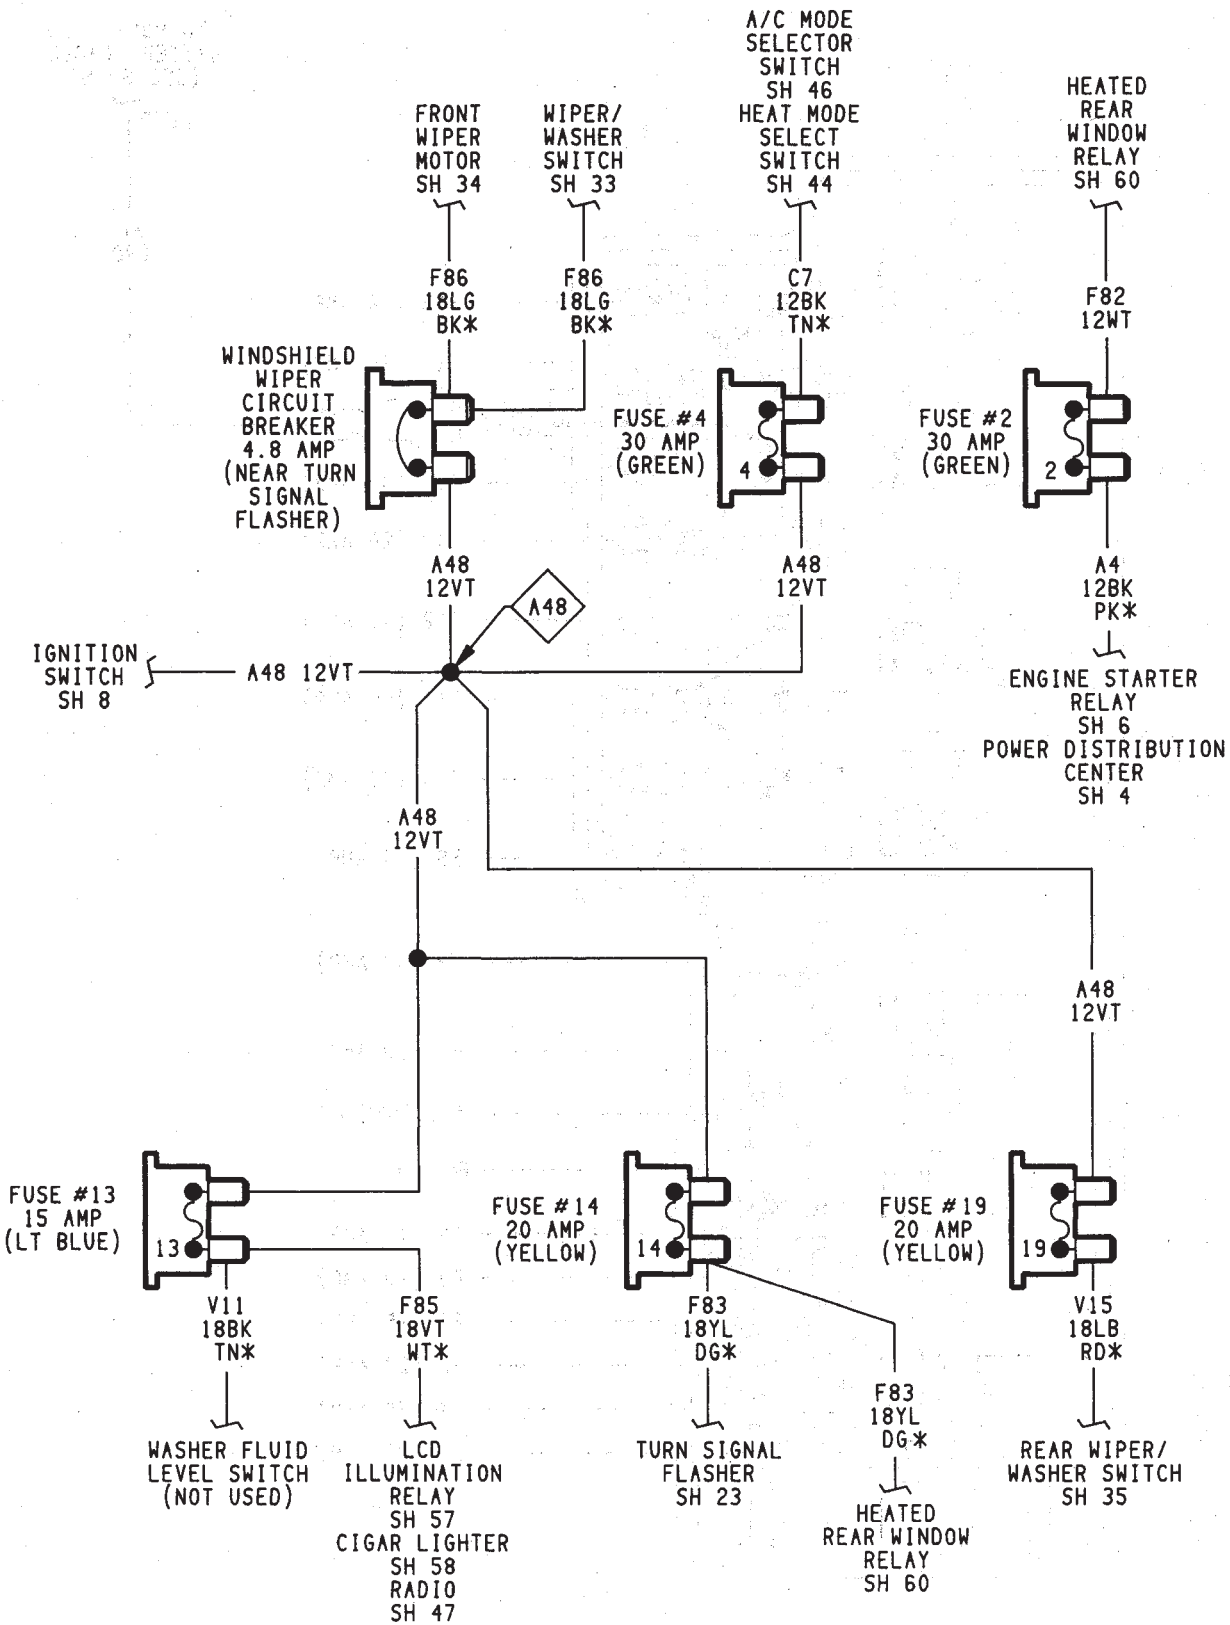 A/C MODE
SELECTOR
SWITCH
SH 46
HEAT MODE
SELECT
SWITCH
SH 44
FRONT
WIPER
MOTOR
SH 34
WIPER/
WASHER
SWITCH
SH 33
HEATED
REAR
WINDOW
RELAY
SH 60
F86
18LG
BK*
F86
18LG
BK*
C7
12BK
TN*
F82
12WT
WINDSHIELD
WIPER
CIRCUIT
BREAKER
4.8 AMP
(NEAR TURN
SIGNAL
FLASHER)
FUSE #4
30 AMP
(GREEN)
4
FUSE #2
30 AMP
(GREEN)
2
A48
12VT
A48
A48
12VT
A4
12BK
PK*
IGNITION
SWITCH
SH 8
A48 12VT
ENGINE STARTER
RELAY
SH 6
POWER DISTRIBUTION
CENTER
SH 4
A48
12VT
A48
12VT
FUSE #13
15 AMP
(LT BLUE)
13
FUSE #14
20 AMP
(YELLOW)
14
FUSE #19
20 AMP
(YELLOW)
19
V11
18BK
TN*
F85
18VT
WT*
F83
18YL
DG*
F83
18YL
DG*
V15
18LB
RD*
WASHER FLUID
LEVEL SWITCH
(NOT USED)
LCD
ILLUMINATION
RELAY
SH 57
CIGAR LIGHTER
SH 58
RADIO
SH 47
TURN SIGNAL
FLASHER
SH 23
HEATED
REAR WINDOW
RELAY
SH 60
REAR WIPER/
WASHER SWITCH
SH 35